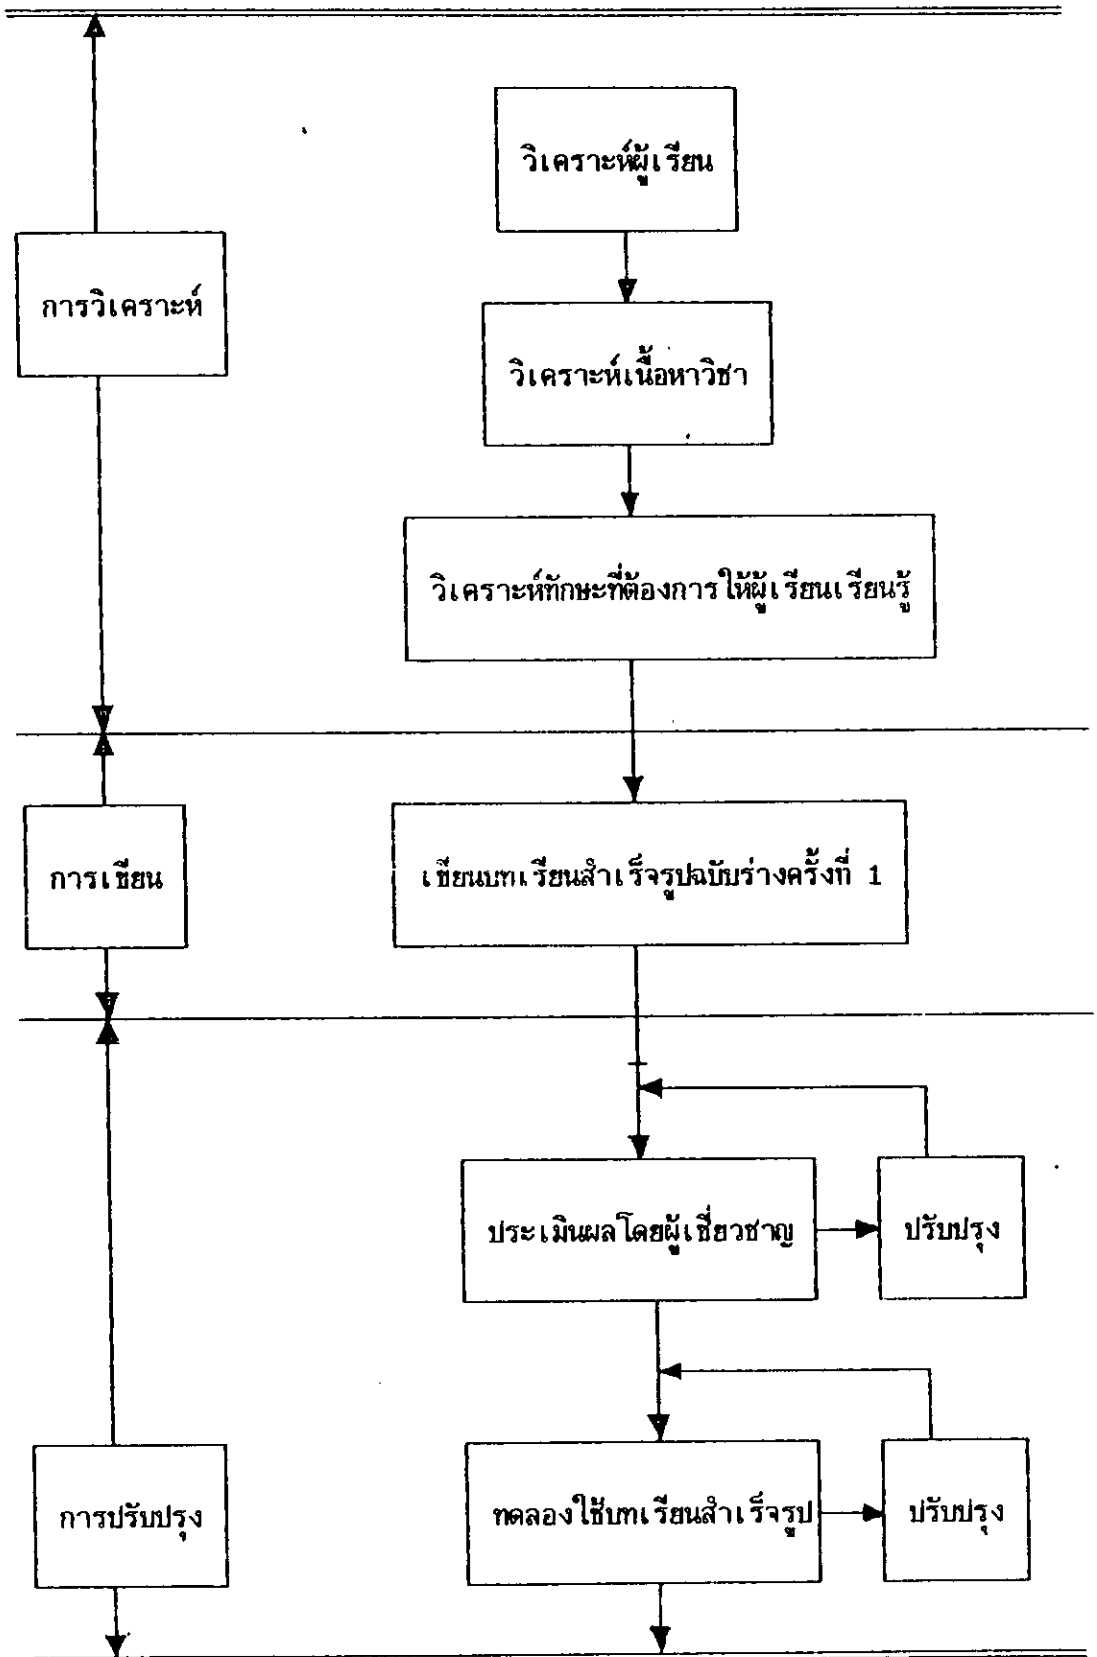 วิเคราะห์ผู้เรียน
การวิเคราะห์
วิเคราะห์เนื้อหาวิชา
วิเคราะห์ทักษะที่ต้องการให้ผู้เรียนเรียนรู้
การเขียน
เขียนบทเรียนสำเร็จรูปฉบับร่างครั้งที่ 1
ประเมินผลโดยผู้เชี่ยวชาญ
ปรับปรุง
การปรับปรุง
ทดลองใช้บทเรียนสำเร็จรูป
ปรับปรุง